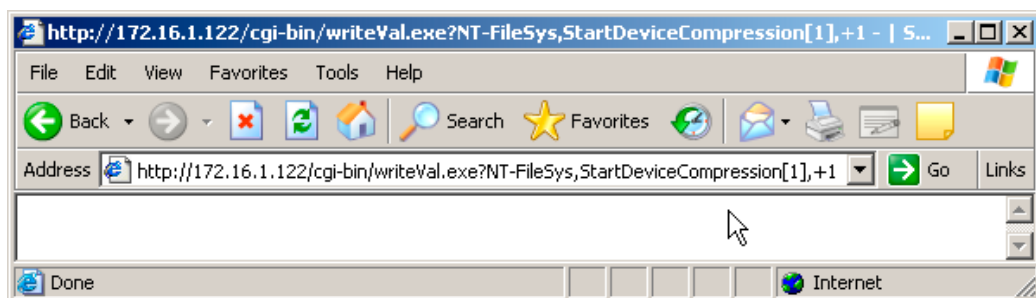 http://172.16.1.122/cgi-bin/writeVal.exe?NT-FileSys,StartDeviceCompression[1],+1 - | S...
File Edit View Favorites Tools Help
Back Search Favorites
Address http://172.16.1.122/cgi-bin/writeVal.exe?NT-FileSys,StartDeviceCompression[1],+1 Go Links
Done Internet